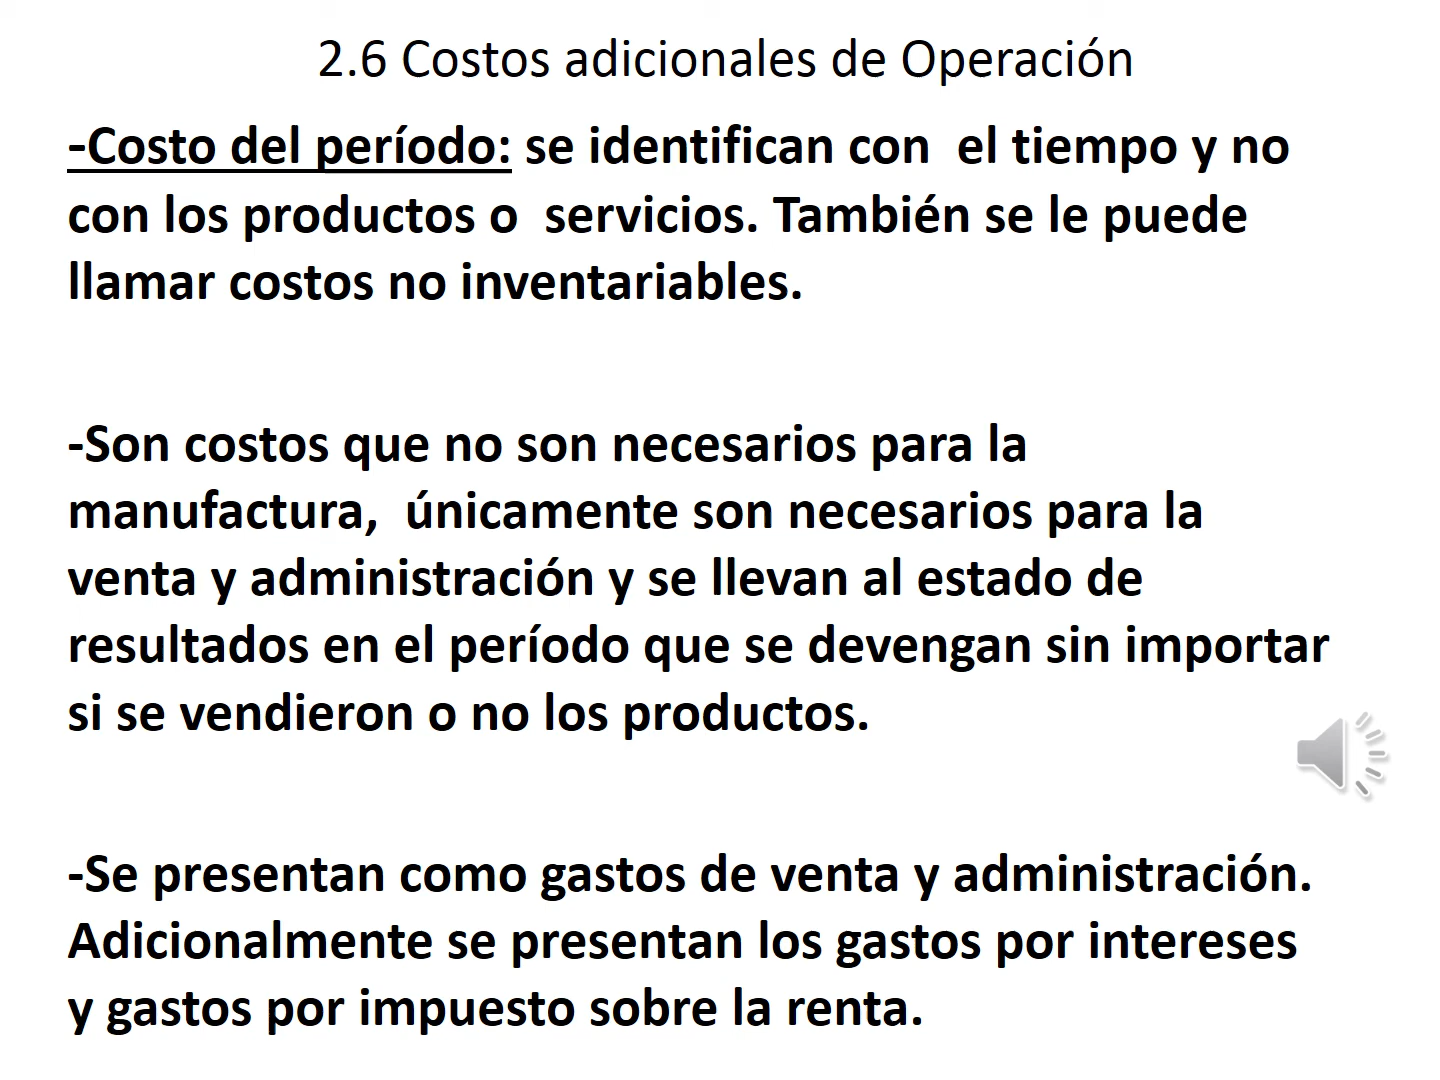 2.6 Costos adicionales de Operación
-Costo del período: se identifican con el tiempo y no
con los productos o servicios. También se le puede
llamar costos no inventariables.
-Son costos que no son necesarios para la
manufactura, únicamente son necesarios para la
venta y administración y se llevan al estado de
resultados en el período que se devengan sin importar
si se vendieron o no los productos.
-Se presentan como gastos de venta y administración.
Adicionalmente se presentan los gastos por intereses
y gastos por impuesto sobre la renta.